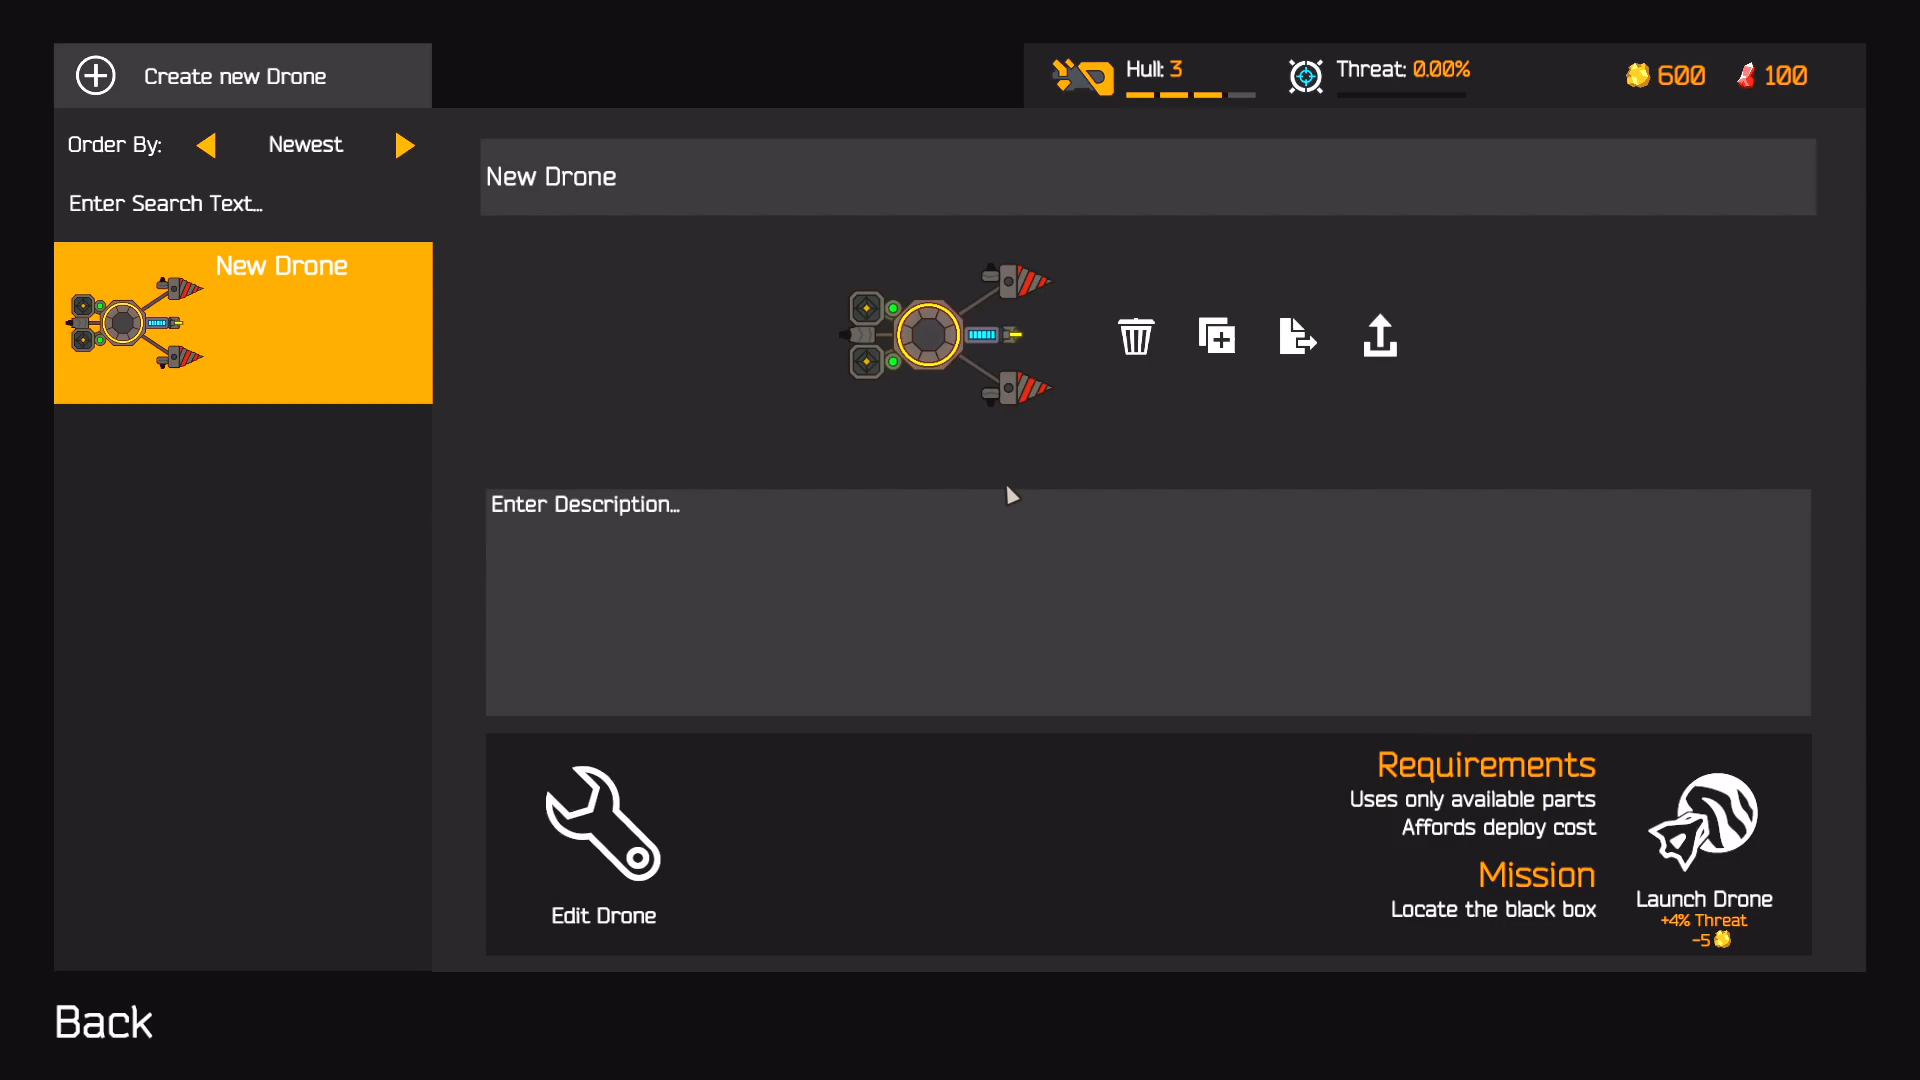 Create new Drone
Hull: 3
Threat: 0.00%
600
100
Order By:
Newest
Enter Search Text...
New Drone
New Drone
Enter Description...
Edit Drone
Requirements
Uses only available parts
Affords deploy cost
Mission
Locate the black box
Launch Drone
+4% Threat
-5
Back